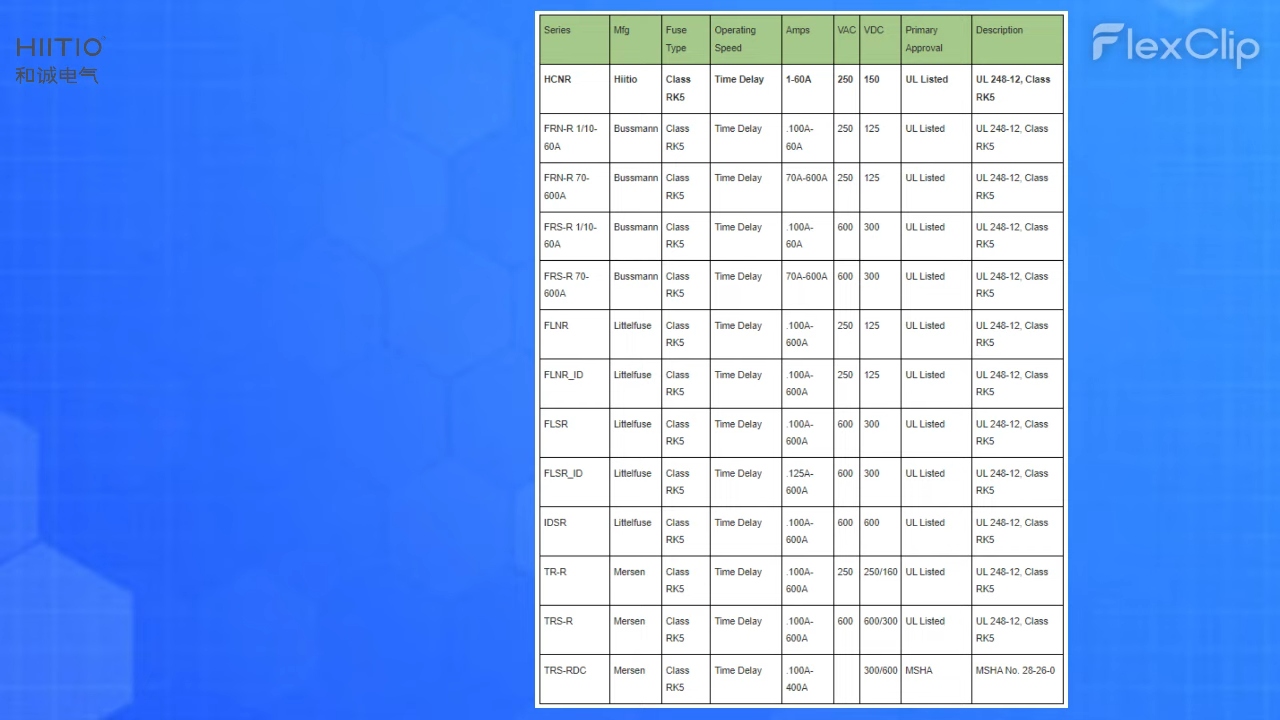 HIITIO
和诚电气
FlexClip
Series Mfg Fuse Type Operating Speed Amps VAC VDC Primary Approval Description
HCNR Hiitio Class RK5 Time Delay 1-60A 250 150 UL Listed UL 248-12, Class RK5
FRN-R 1/10-60A Bussmann Class RK5 Time Delay .100A-60A 250 125 UL Listed UL 248-12, Class RK5
FRN-R 70-600A Bussmann Class RK5 Time Delay 70A-600A 250 125 UL Listed UL 248-12, Class RK5
FRS-R 1/10-60A Bussmann Class RK5 Time Delay .100A-60A 600 300 UL Listed UL 248-12, Class RK5
FRS-R 70-600A Bussmann Class RK5 Time Delay 70A-600A 600 300 UL Listed UL 248-12, Class RK5
FLNR Littelfuse Class RK5 Time Delay .100A-600A 250 125 UL Listed UL 248-12, Class RK5
FLNR_ID Littelfuse Class RK5 Time Delay .100A-600A 250 125 UL Listed UL 248-12, Class RK5
FLSR Littelfuse Class RK5 Time Delay .100A-600A 600 300 UL Listed UL 248-12, Class RK5
FLSR_ID Littelfuse Class RK5 Time Delay .125A-600A 600 300 UL Listed UL 248-12, Class RK5
IDSR Littelfuse Class RK5 Time Delay .100A-600A 600 600 UL Listed UL 248-12, Class RK5
TR-R Mersen Class RK5 Time Delay .100A-600A 250 250/160 UL Listed UL 248-12, Class RK5
TRS-R Mersen Class RK5 Time Delay .100A-600A 600 600/300 UL Listed UL 248-12, Class RK5
TRS-RDC Mersen Class RK5 Time Delay .100A-400A 300/600 MSHA MSHA No. 28-26-0